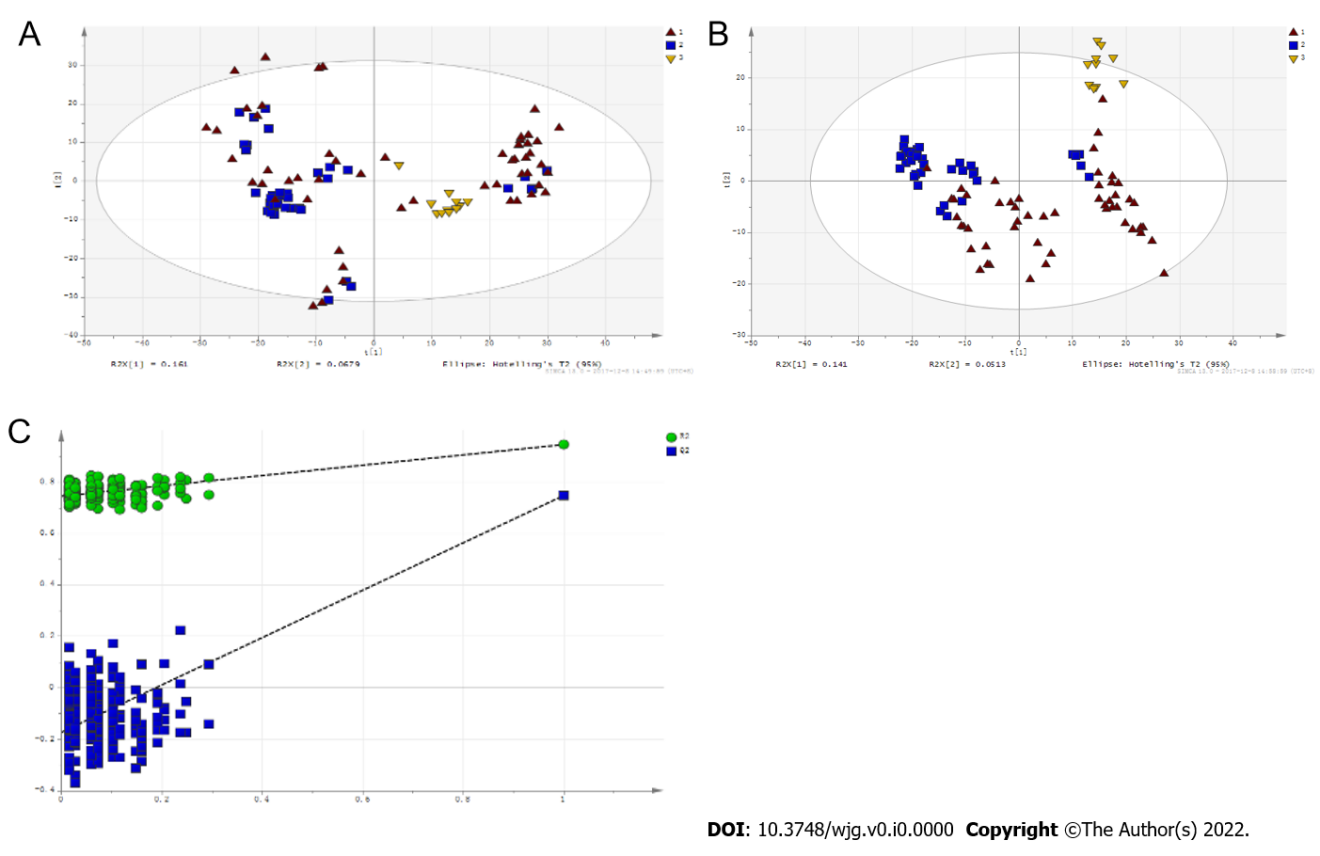 A
t[2]
30
20
10
0
-10
-20
-30
-40
-50 -40 -30 -20 -10 0 10 20 30 40
t[1]
R2X[1] = 0.161 R2X[2] = 0.0679 Ellipse: Hotelling's T2 (95%)
1
2
3
B
t[2]
20
10
0
-10
-20
-30
-50 -40 -30 -20 -10 0 10 20 30 40
t[1]
R2X[1] = 0.141 R2X[2] = 0.0513 Ellipse: Hotelling's T2 (95%)
1
2
3
C
0.8
0.6
0.4
0.2
0
-0.2
-0.4
0 0.2 0.4 0.6 0.8 1
R2
Q2
DOI: 10.3748/wjg.v0.i0.0000 Copyright ©The Author(s) 2022.